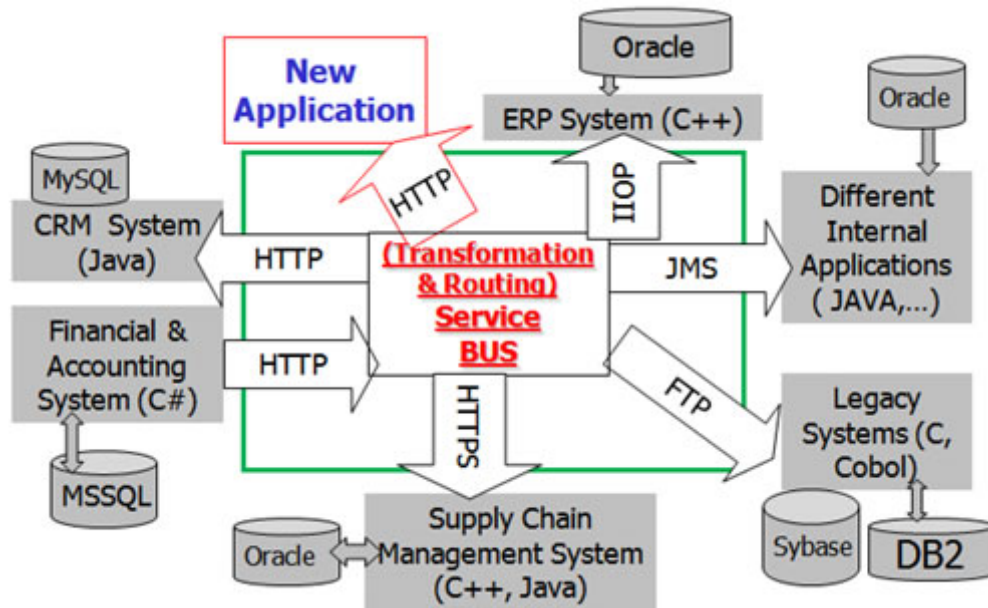 New
Application
Oracle
ERP System (C++)
Oracle
MySQL
CRM System
(Java)
HTTP
HTTP
IIOP
(Transformation
& Routing)
Service
BUS
JMS
Different
Internal
Applications
( JAVA,...)
Financial &
Accounting
System (C#)
HTTP
MSSQL
HTTPS
FTP
Legacy
Systems (C,
Cobol)
Sybase
DB2
Oracle
Supply Chain
Management System
(C++, Java)